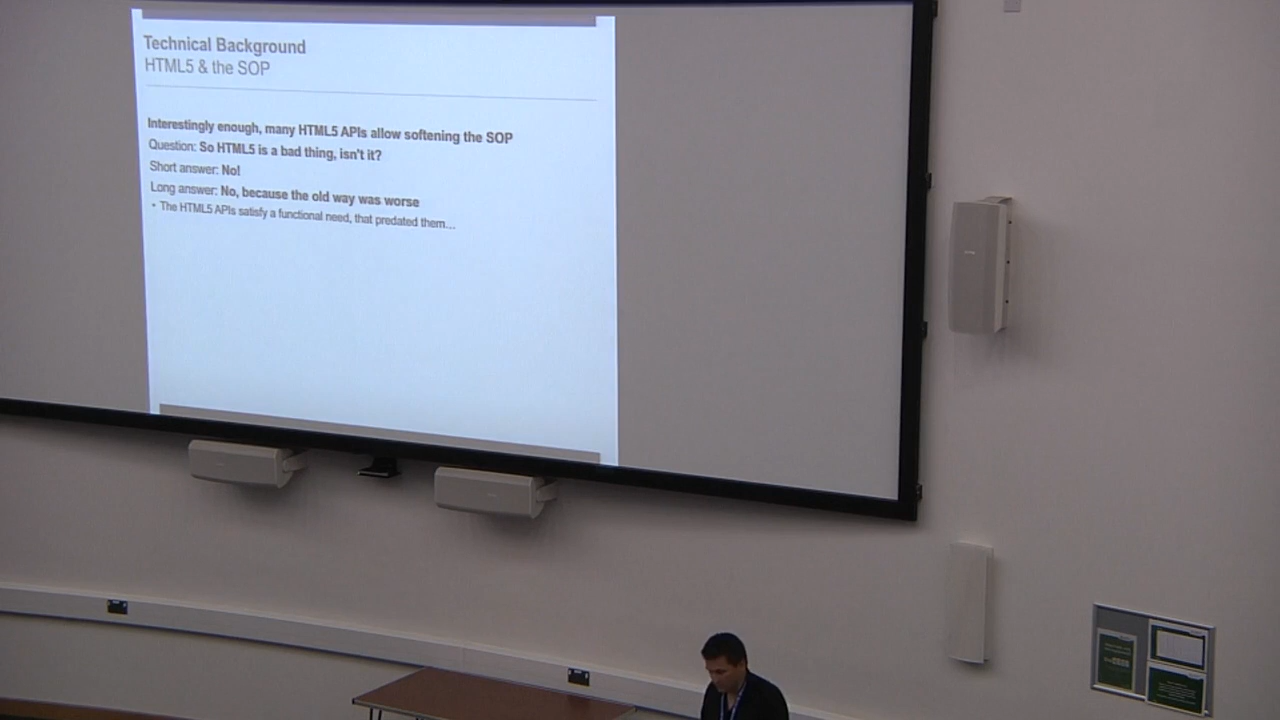 Technical Background
HTML5 & the SOP
Interestingly enough, many HTML5 APIs allow softening the SOP
Question: So HTML5 is a bad thing, isn't it?
Short answer: No!
Long answer: No, because the old way was worse
• The HTML5 APIs satisfy a functional need, that predated them...